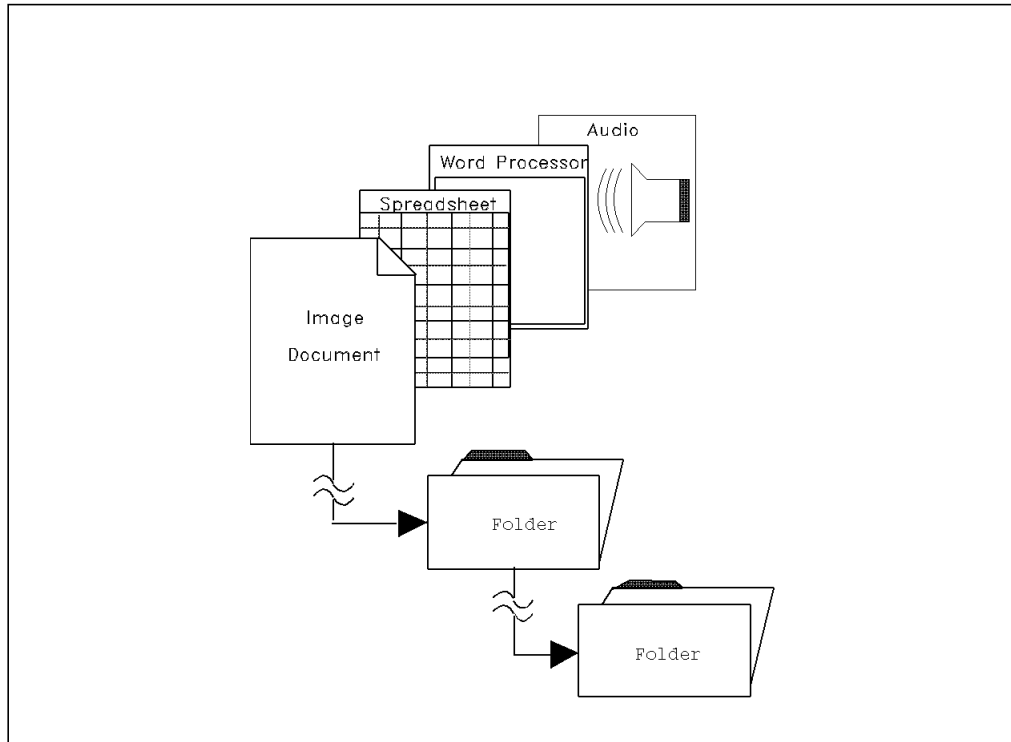 Audio
Word Processor
Spreadsheet
Image
Document
Folder
Folder